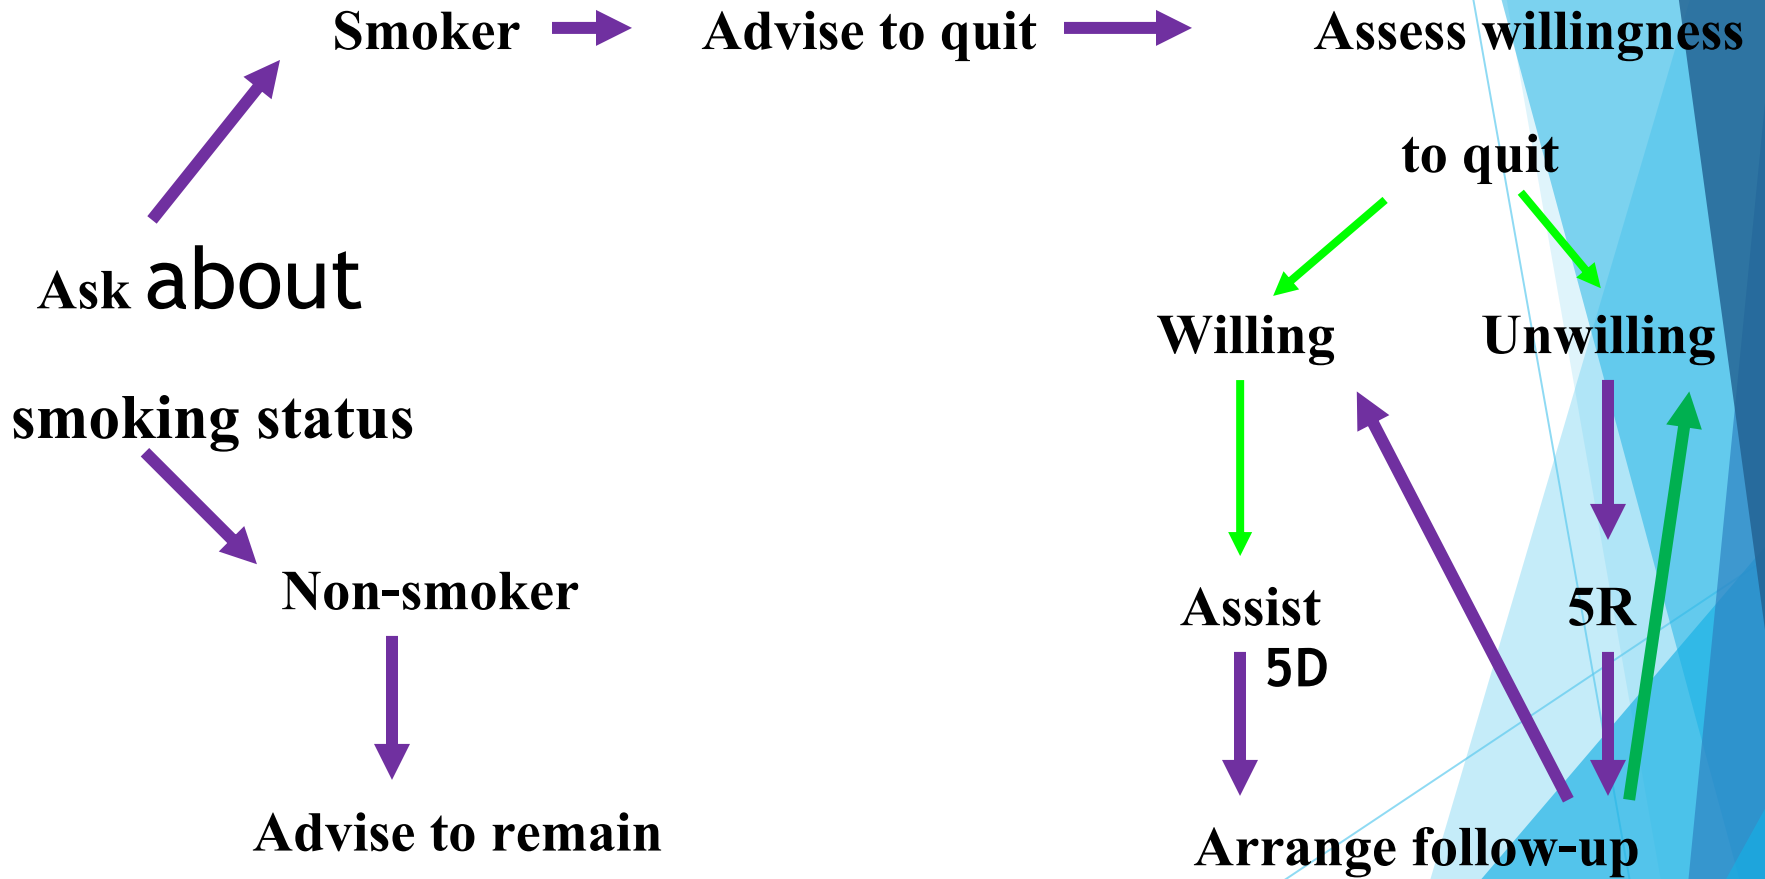 Smoker
Advise to quit
Assess willingness
to quit
Ask about
smoking status
Willing
Unwilling
Non-smoker
Assist
5D
5R
Advise to remain
Arrange follow-up